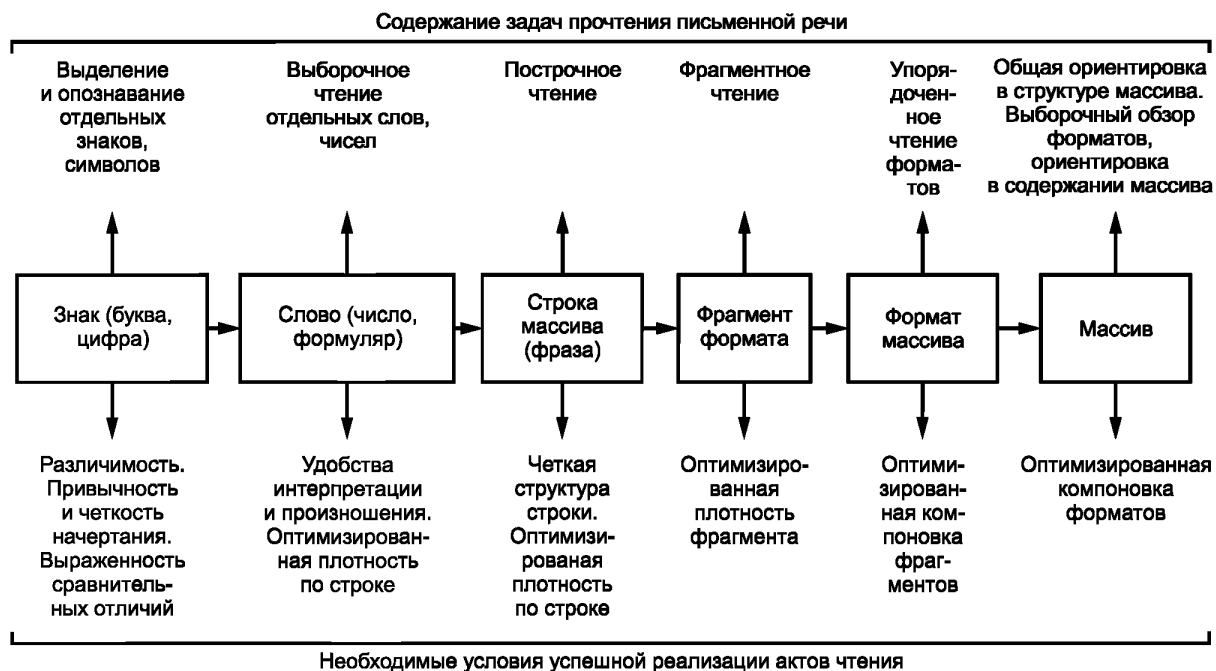 Содержание задач прочтения письменной речи
Выделение
и опознавание
отдельных
знаков,
символов
Выборочное
чтение
отдельных слов,
чисел
Построчное
чтение
Фрагментное
чтение
Упоря-
дочен-
ное
чтение
форма-
тов
Общая ориентировка
в структуре массива.
Выборочный обзор
форматов,
ориентировка
в содержании массива
Знак (буква,
цифра)
Слово (число,
формуляр)
Строка
массива
(фраза)
Фрагмент
формата
Формат
массива
Массив
Различимость.
Привычность
и четкость
начертания.
Выраженность
сравнитель-
ных отличий
Удобства
интерпретации
и произношения.
Оптимизирован-
ная плотность
по строке
Четкая
структура
строки.
Оптимизи-
рованая
плотность
по строке
Оптимизиро-
ванная
плотность
фрагмента
Оптими-
зирован-
ная ком-
поновка
фраг-
ментов
Оптимизированная
компоновка
форматов
Необходимые условия успешной реализации актов чтения